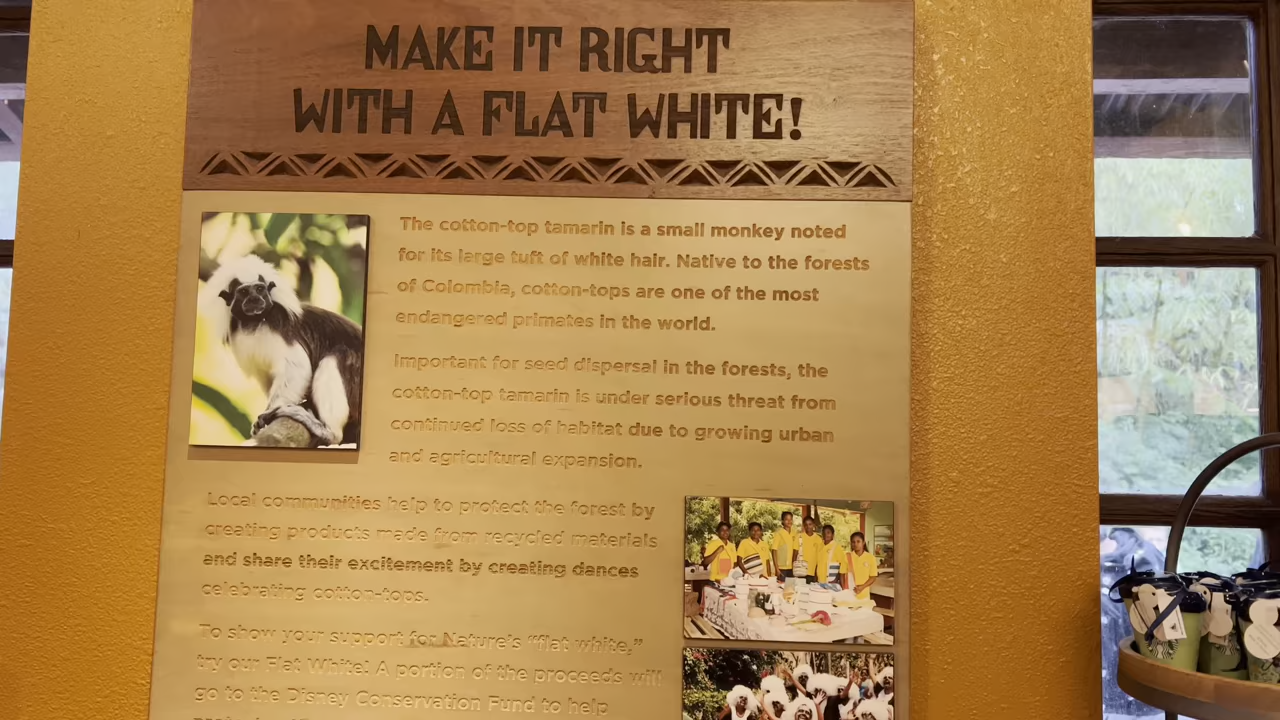 MAKE IT RIGHT
WITH A FLAT WHITE!
The cotton-top tamarin is a small monkey noted
for its large tuft of white hair. Native to the forests
of Colombia, cotton-tops are one of the most
endangered primates in the world.
Important for seed dispersal in the forests, the
cotton-top tamarin is under serious threat from
continued loss of habitat due to growing urban
and agricultural expansion.
Local communities help to protect the forest by
creating products made from recycled materials
and share their excitement by creating dances
celebrating cotton-tops.
To show your support for Nature's "flat white,"
try our Flat White! A portion of the proceeds will
go to the Disney Conservation Fund to help